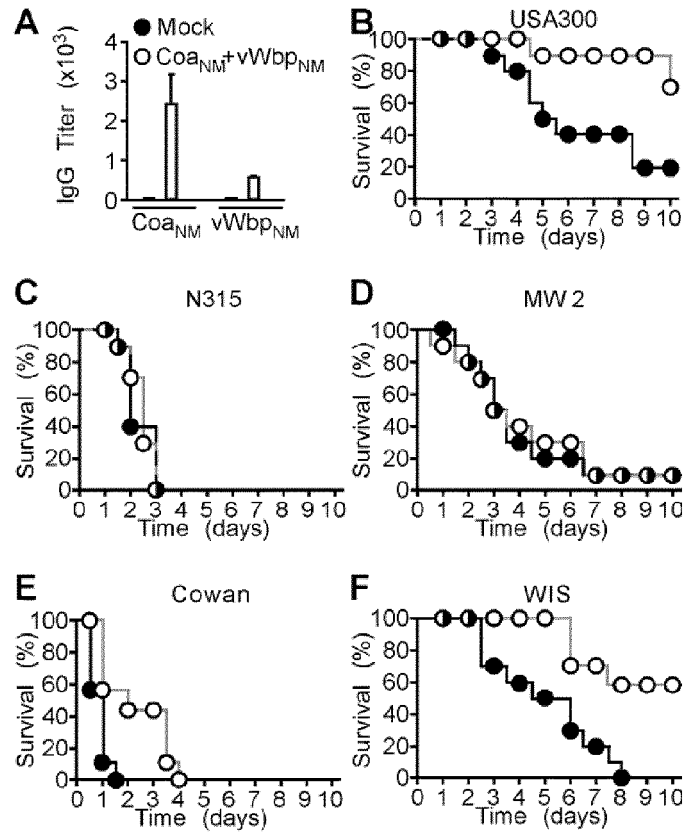 A
Mock
Coa_NM+vWbp_NM
IgG Titer (x10³)
4
3
2
1
0
Coa_NM
vWbp_NM
B
USA300
Survival (%)
100
80
60
40
20
0
0 1 2 3 4 5 6 7 8 9 10
Time (days)
C
N315
Survival (%)
100
80
60
40
20
0
0 1 2 3 4 5 6 7 8 9 10
Time (days)
D
MW 2
Survival (%)
100
80
60
40
20
0
0 1 2 3 4 5 6 7 8 9 10
Time (days)
E
Cowan
Survival (%)
100
80
60
40
20
0
0 1 2 3 4 5 6 7 8 9 10
Time (days)
F
WIS
Survival (%)
100
80
60
40
20
0
0 1 2 3 4 5 6 7 8 9 10
Time (days)